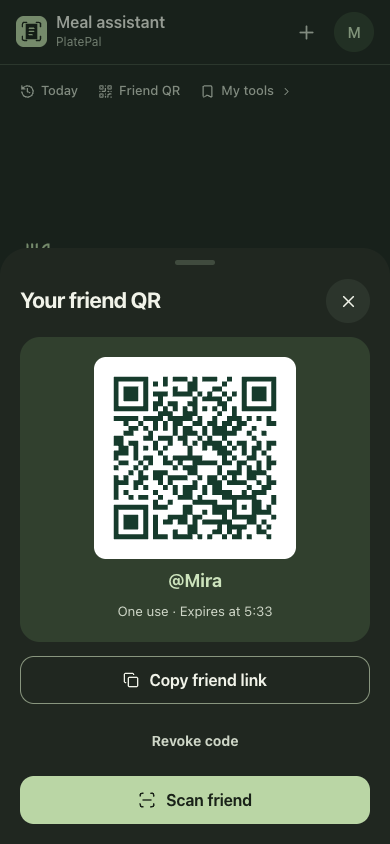 Meal assistant
PlatePal
M
Today
Friend QR
My tools
Your friend QR
@Mira
One use · Expires at 5:33
Copy friend link
Revoke code
Scan friend